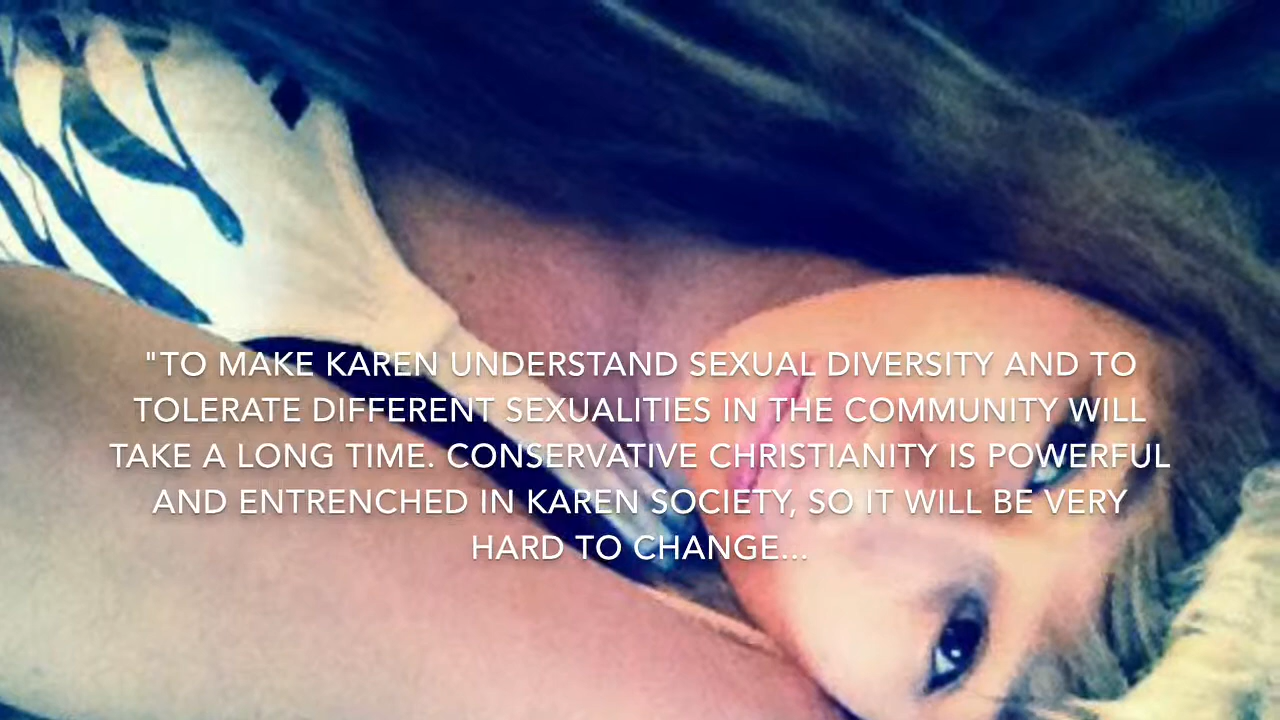 "TO MAKE KAREN UNDERSTAND SEXUAL DIVERSITY AND TO
TOLERATE DIFFERENT SEXUALITIES IN THE COMMUNITY WILL
TAKE A LONG TIME. CONSERVATIVE CHRISTIANITY IS POWERFUL
AND ENTRENCHED IN KAREN SOCIETY, SO IT WILL BE VERY
HARD TO CHANGE...